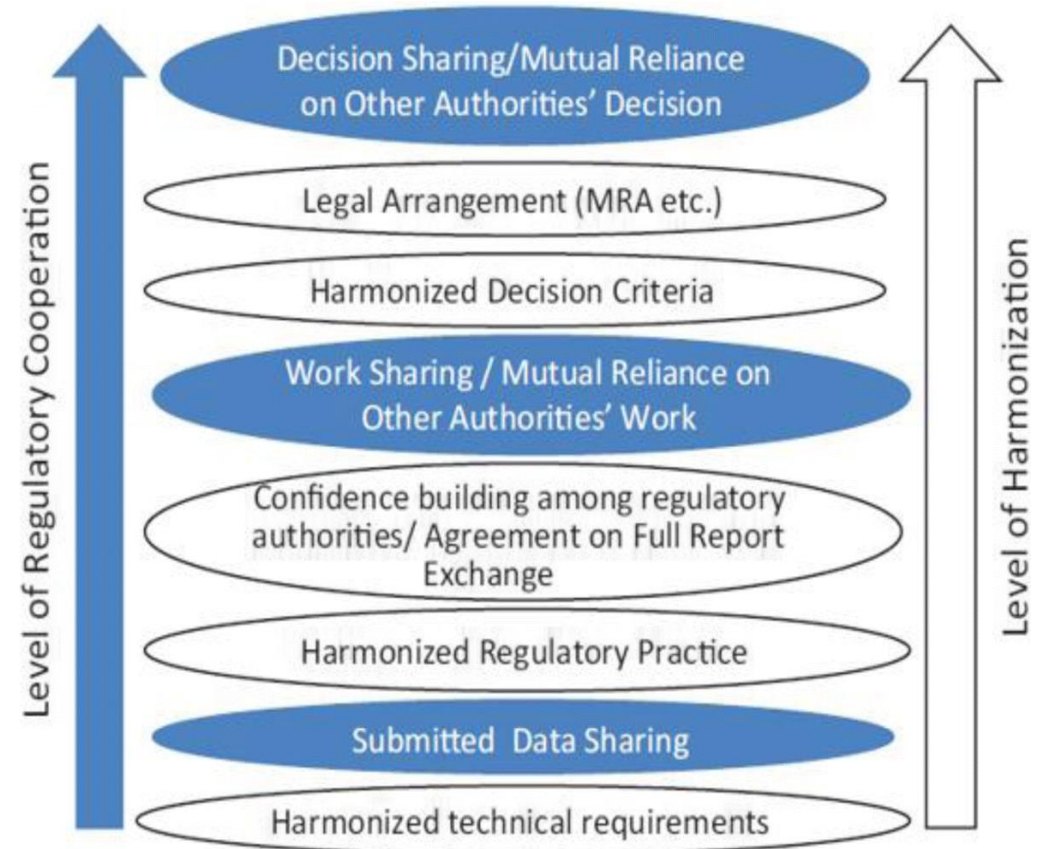 Decision Sharing/Mutual Reliance
on Other Authorities’ Decision
Legal Arrangement (MRA etc.)
Harmonized Decision Criteria
Work Sharing / Mutual Reliance on
Other Authorities’ Work
Confidence building among regulatory
authorities/ Agreement on Full Report
Exchange
Harmonized Regulatory Practice
Submitted Data Sharing
Harmonized technical requirements
Level of Regulatory Cooperation
Level of Harmonization